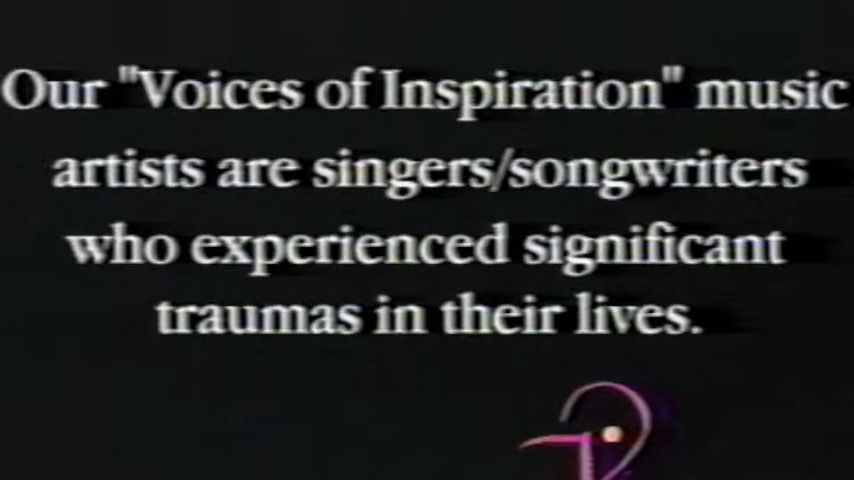 Our "Voices of Inspiration" music
artists are singers/songwriters
who experienced significant
traumas in their lives.